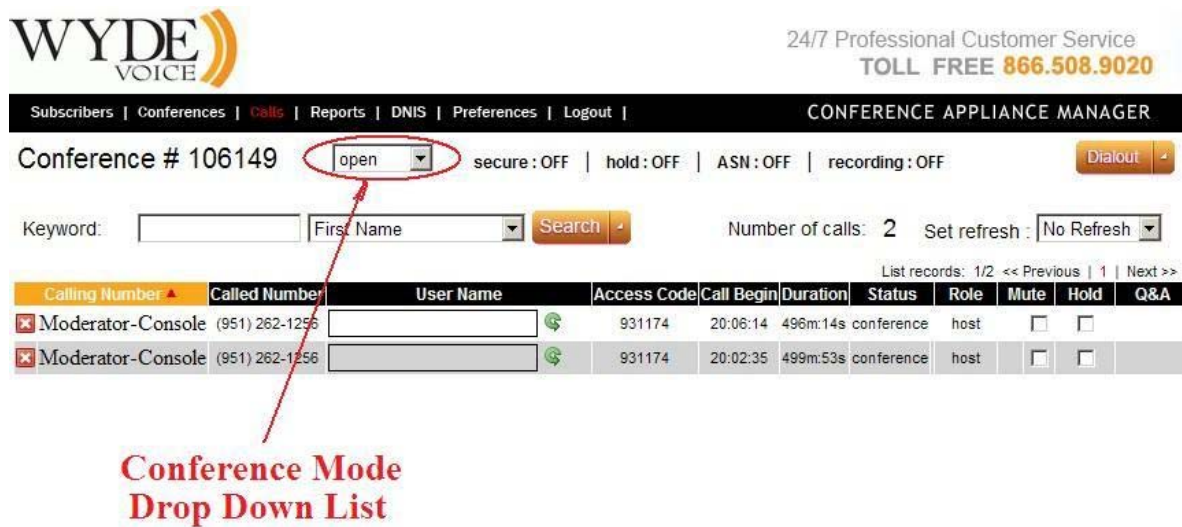 WYDE
VOICE
24/7 Professional Customer Service
TOLL FREE 866.508.9020
Subscribers | Conferences | Calls | Reports | DNIS | Preferences | Logout |
CONFERENCE APPLIANCE MANAGER
Conference # 106149 open secure : OFF | hold : OFF | ASN : OFF | recording : OFF Dialout
Keyword: First Name Search Number of calls: 2 Set refresh : No Refresh
List records: 1/2 << Previous | 1 | Next >>
Calling Number Called Number User Name Access Code Call Begin Duration Status Role Mute Hold Q&A
Moderator-Console (951) 262-1256 931174 20:06:14 496m:14s conference host
Moderator-Console (951) 262-1256 931174 20:02:35 499m:53s conference host
Conference Mode
Drop Down List